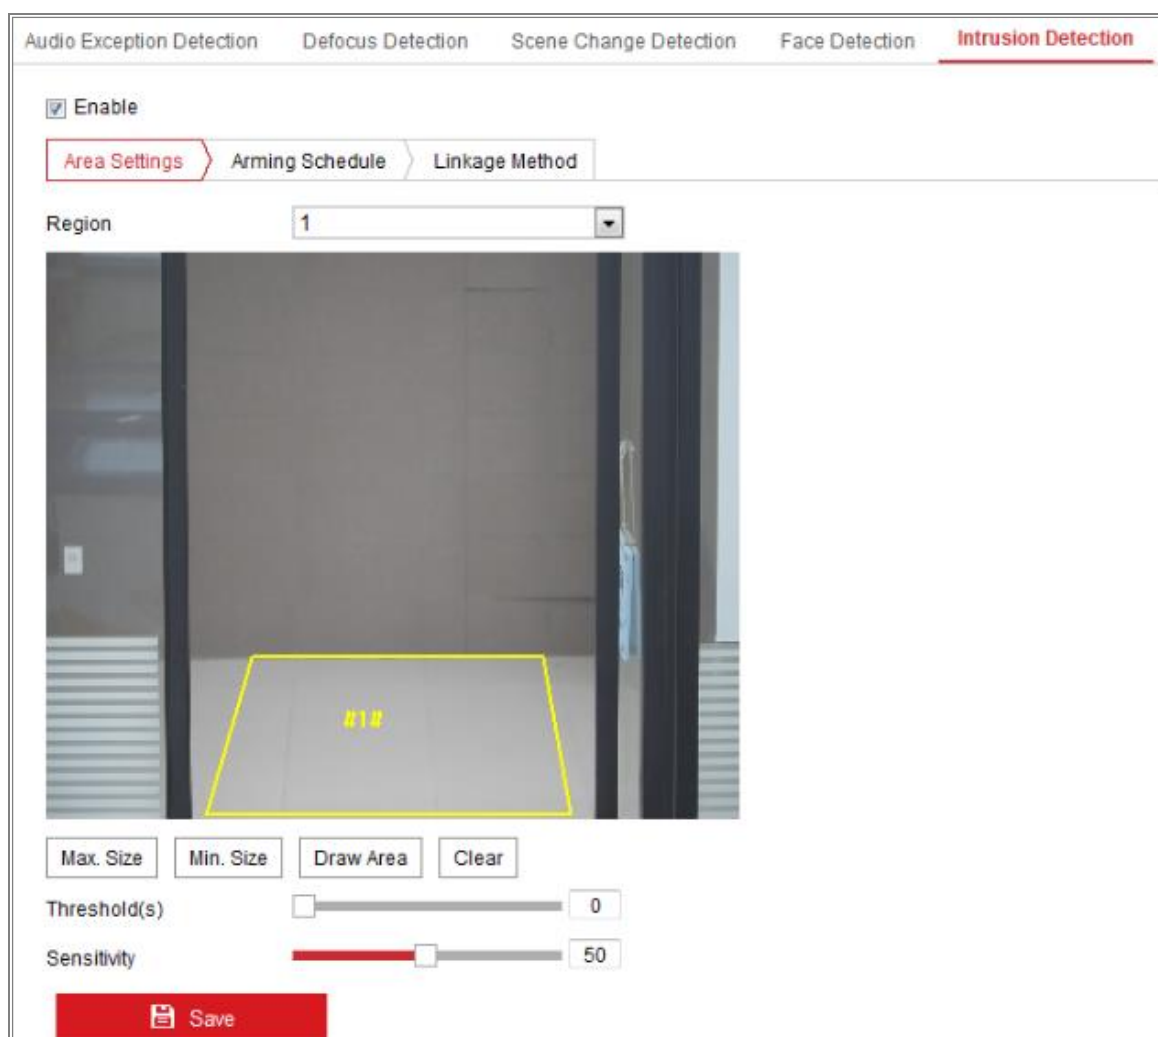 Audio Exception Detection Defocus Detection Scene Change Detection Face Detection Intrusion Detection
Enable
Area Settings Arming Schedule Linkage Method
Region 1
#1#
Max. Size Min. Size Draw Area Clear
Threshold(s) 0
Sensitivity 50
Save